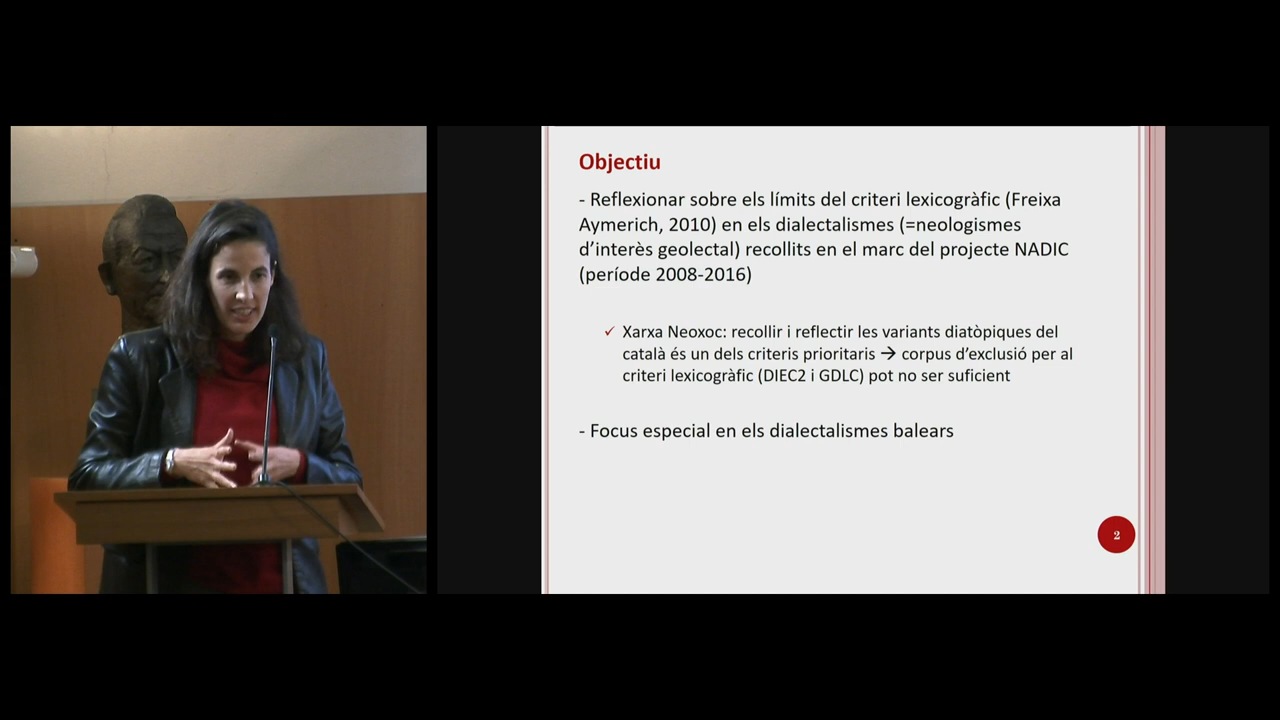 Objectiu
- Reflexionar sobre els límits del criteri lexicogràfic (Freixa
Aymerich, 2010) en els dialectalismes (=neologismes
d’interès geolectal) recollits en el marc del projecte NADIC
(període 2008-2016)
✓ Xarxa Neoxoc: recollir i reflectir les variants diatòpiques del
català és un dels criteris prioritaris → corpus d’exclusió per al
criteri lexicogràfic (DIEC2 i GDLC) pot no ser suficient
- Focus especial en els dialectalismes balears
2